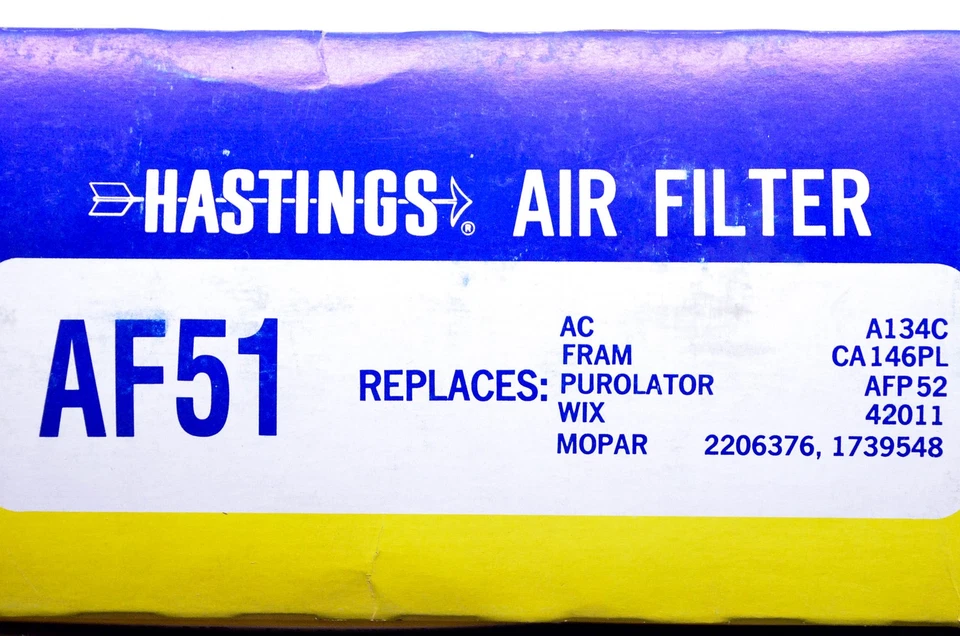 HASTINGS® AIR FILTER
AF51
REPLACES:
AC A134C
FRAM CA146PL
PUROLATOR AFP52
WIX 42011
MOPAR 2206376, 1739548